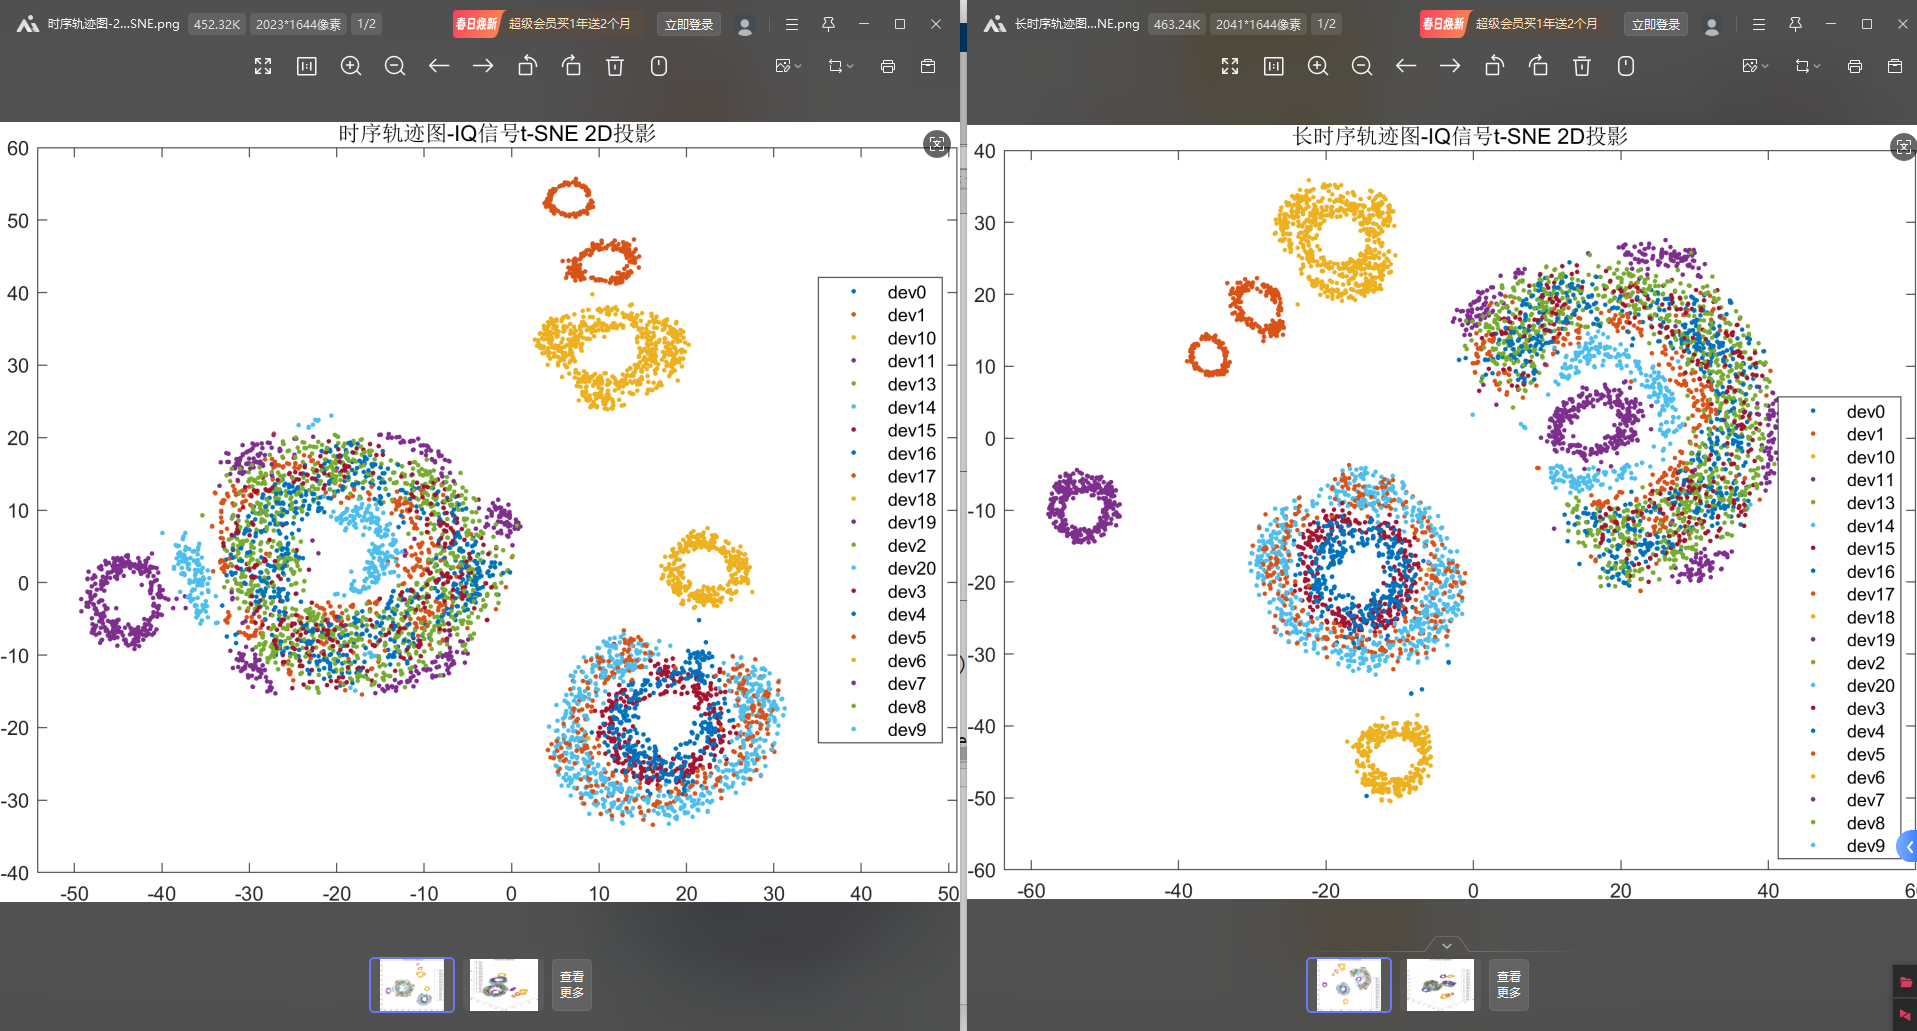 时序轨迹图-2...SNE.png 452.32K 2023*1644像素 1/2 春日焕新 超级会员买1年送2个月 立即登录
时序轨迹图-IQ信号t-SNE 2D投影
60
50
40
30
20
10
0
-10
-20
-30
-40
-50 -40 -30 -20 -10 0 10 20 30 40 50
dev0
dev1
dev10
dev11
dev13
dev14
dev15
dev16
dev17
dev18
dev19
dev2
dev20
dev3
dev4
dev5
dev6
dev7
dev8
dev9
查看
更多
长时序轨迹图...NE.png 463.24K 2041*1644像素 1/2 春日焕新 超级会员买1年送2个月 立即登录
长时序轨迹图-IQ信号t-SNE 2D投影
40
30
20
10
0
-10
-20
-30
-40
-50
-60
-60 -40 -20 0 20 40
dev0
dev1
dev10
dev11
dev13
dev14
dev15
dev16
dev17
dev18
dev19
dev2
dev20
dev3
dev4
dev5
dev6
dev7
dev8
dev9
查看
更多